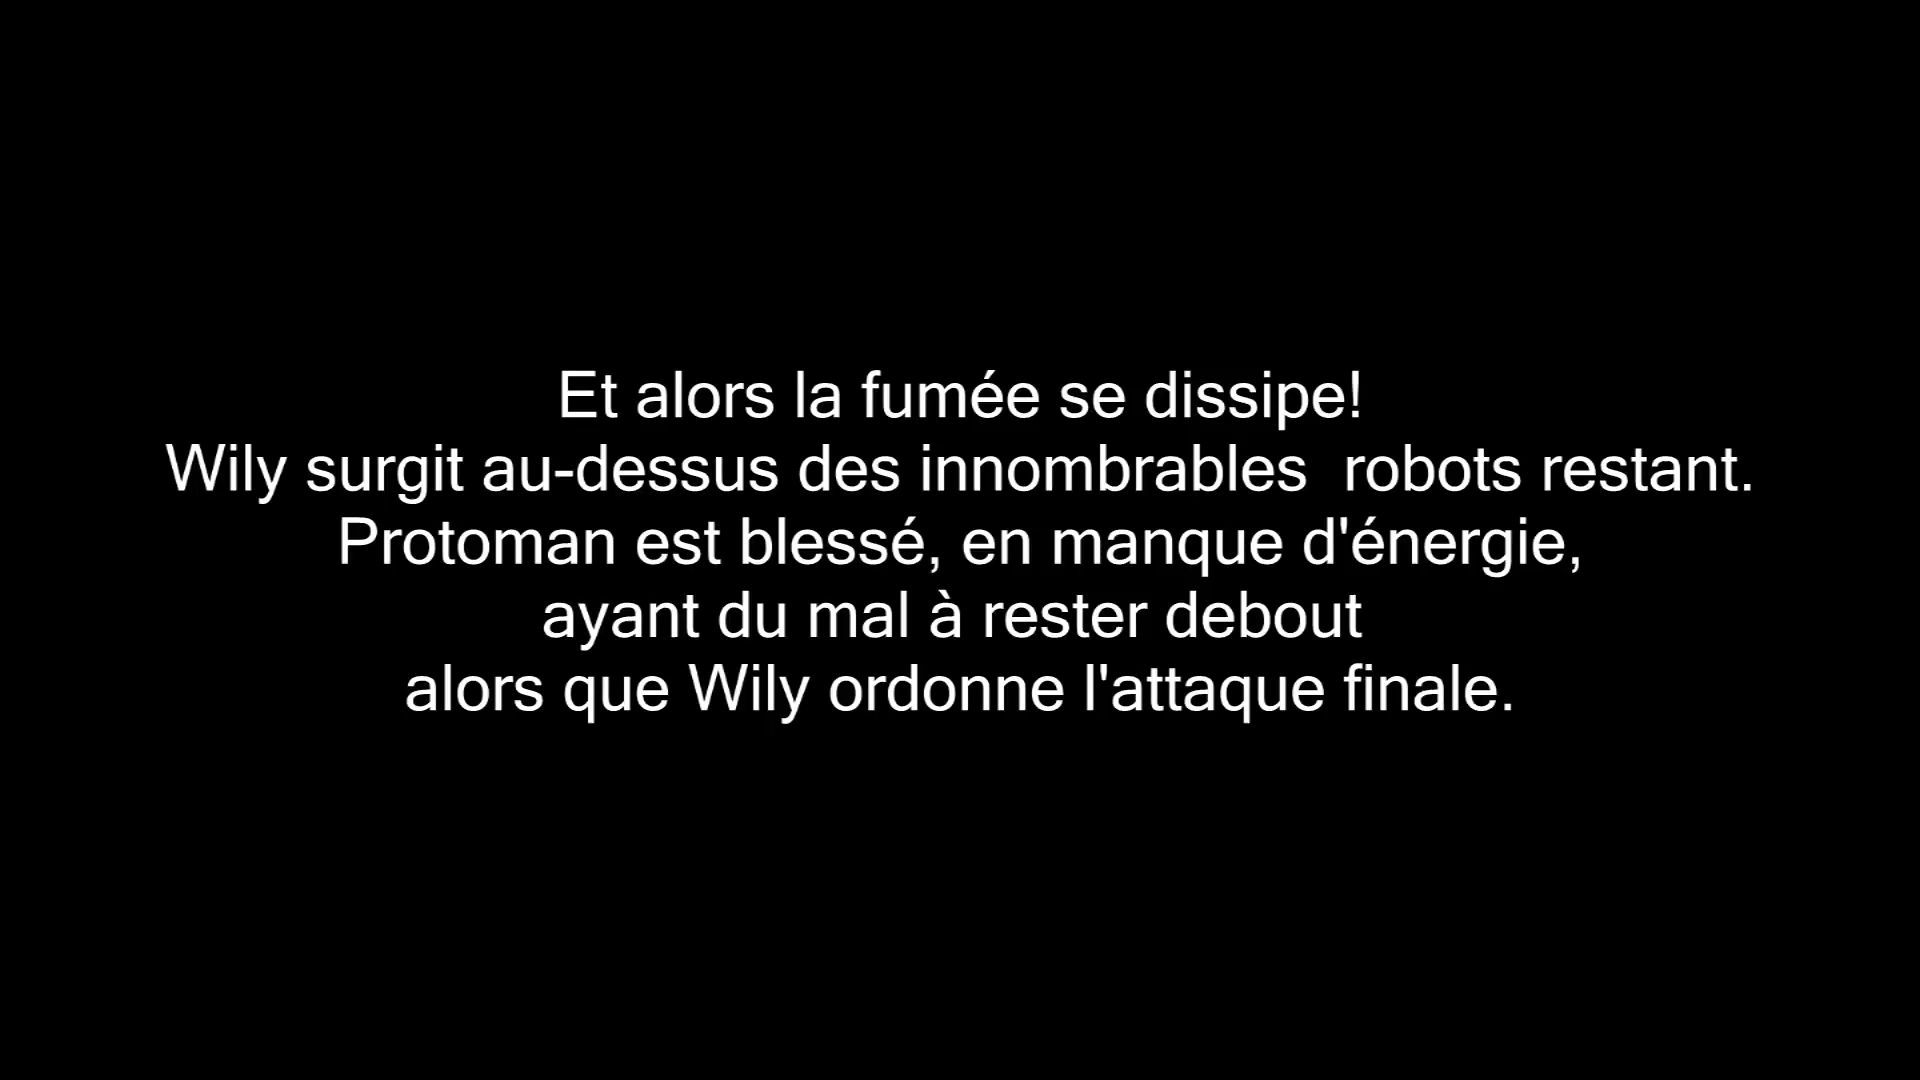 Et alors la fumée se dissipe!
Wily surgit au-dessus des innombrables  robots restant.
Protoman est blessé, en manque d'énergie,
ayant du mal à rester debout
alors que Wily ordonne l'attaque finale.